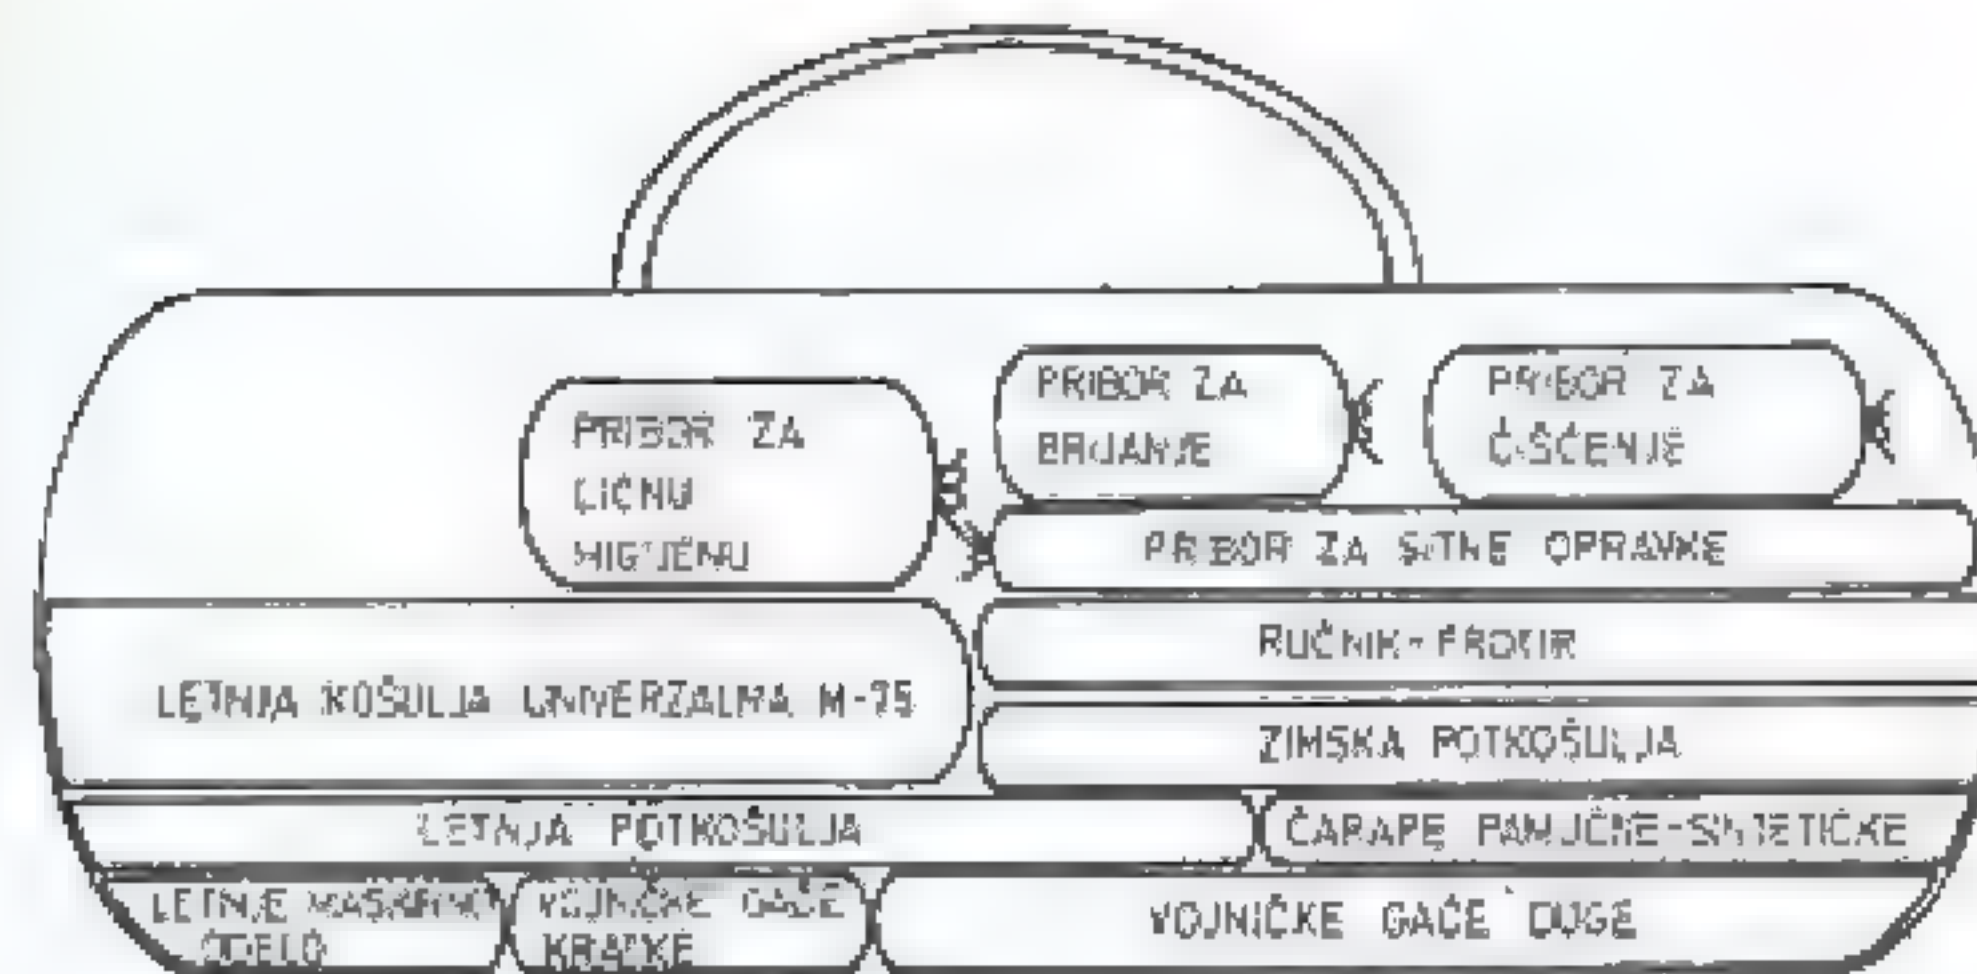 PRIBOR ZA
LIČNU
HIGIJENU
PRIBOR ZA
BRIJANJE
PRIBOR ZA
ČIŠĆENJE
PRIBOR ZA SITNE OPRAVKE
RUČNIK-FROTIR
LETNJA KOŠULJA UNIVERZALNA M-75
ZIMSKA POTKOŠULJA
LETNJA POTKOŠULJA
ČARAPE PAMUČNE-SINTETIČKE
LETNJE MASKIRNO
ODELO
VOJNIČKE GAĆE
KRATKE
VOJNIČKE GAĆE DUGE